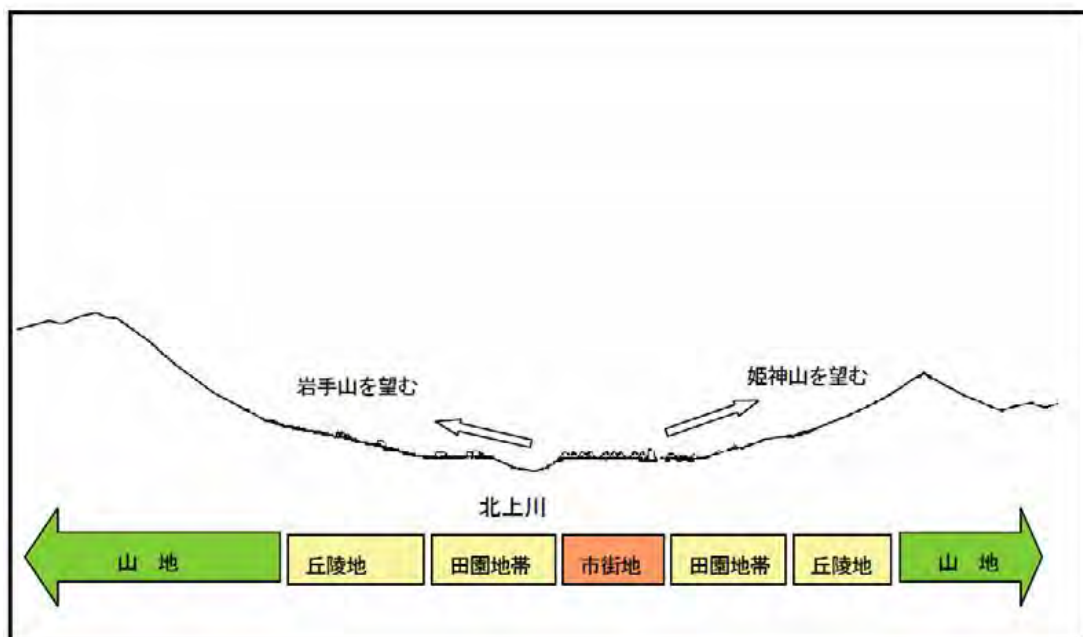 岩手山を望む
姫神山を望む
北上川
山 地
丘陵地
田園地帯
市街地
田園地帯
丘陵地
山 地